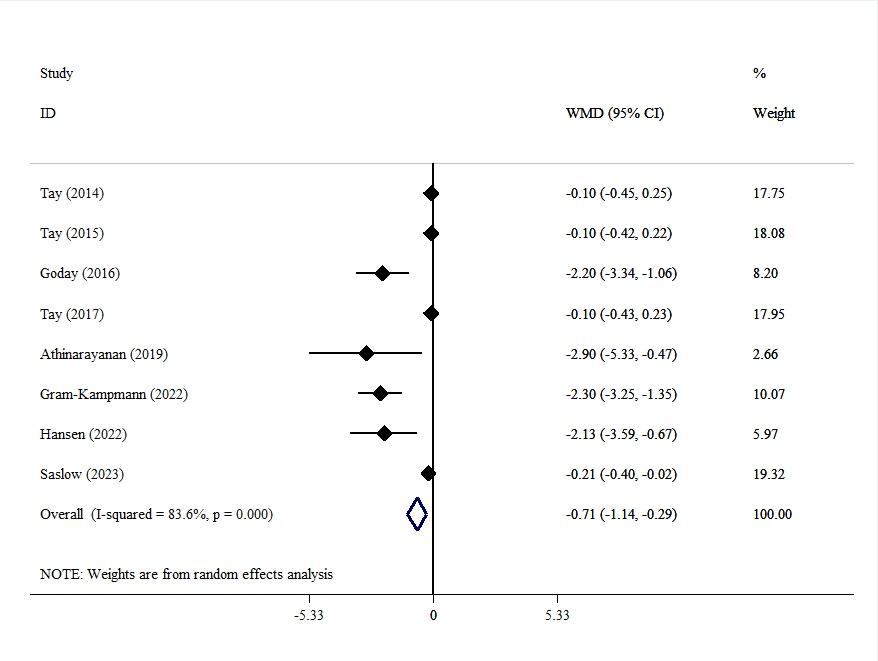 Study %
ID WMD (95% CI) Weight
Tay (2014) -0.10 (-0.45, 0.25) 17.75
Tay (2015) -0.10 (-0.42, 0.22) 18.08
Goday (2016) -2.20 (-3.34, -1.06) 8.20
Tay (2017) -0.10 (-0.43, 0.23) 17.95
Athinarayanan (2019) -2.90 (-5.33, -0.47) 2.66
Gram-Kampmann (2022) -2.30 (-3.25, -1.35) 10.07
Hansen (2022) -2.13 (-3.59, -0.67) 5.97
Saslow (2023) -0.21 (-0.40, -0.02) 19.32
Overall (I-squared = 83.6%, p = 0.000) -0.71 (-1.14, -0.29) 100.00
NOTE: Weights are from random effects analysis
-5.33 0 5.33